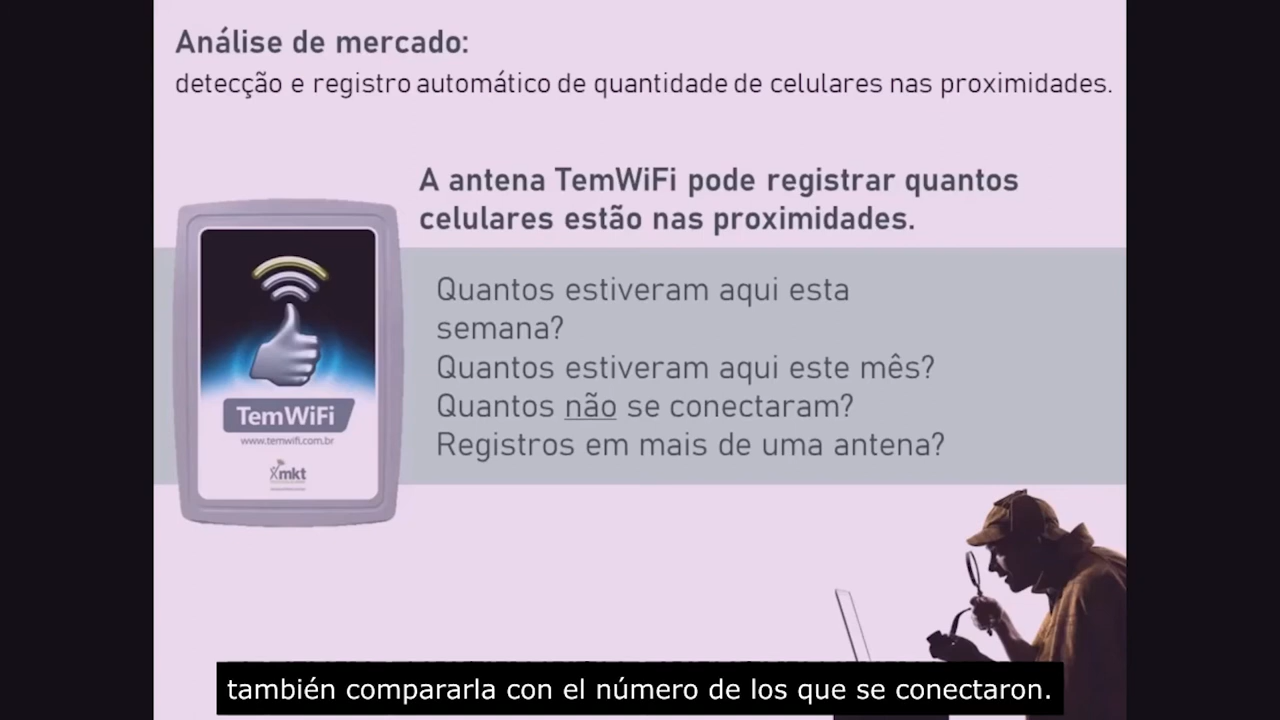 Análise de mercado:
detecção e registro automático de quantidade de celulares nas proximidades.
A antena TemWiFi pode registrar quantos
celulares estão nas proximidades.
Quantos estiveram aqui esta
semana?
Quantos estiveram aqui este mês?
Quantos não se conectaram?
Registros em mais de uma antena?
TemWiFi
www.temwifi.com.br
mkt
también compararla con el número de los que se conectaron.